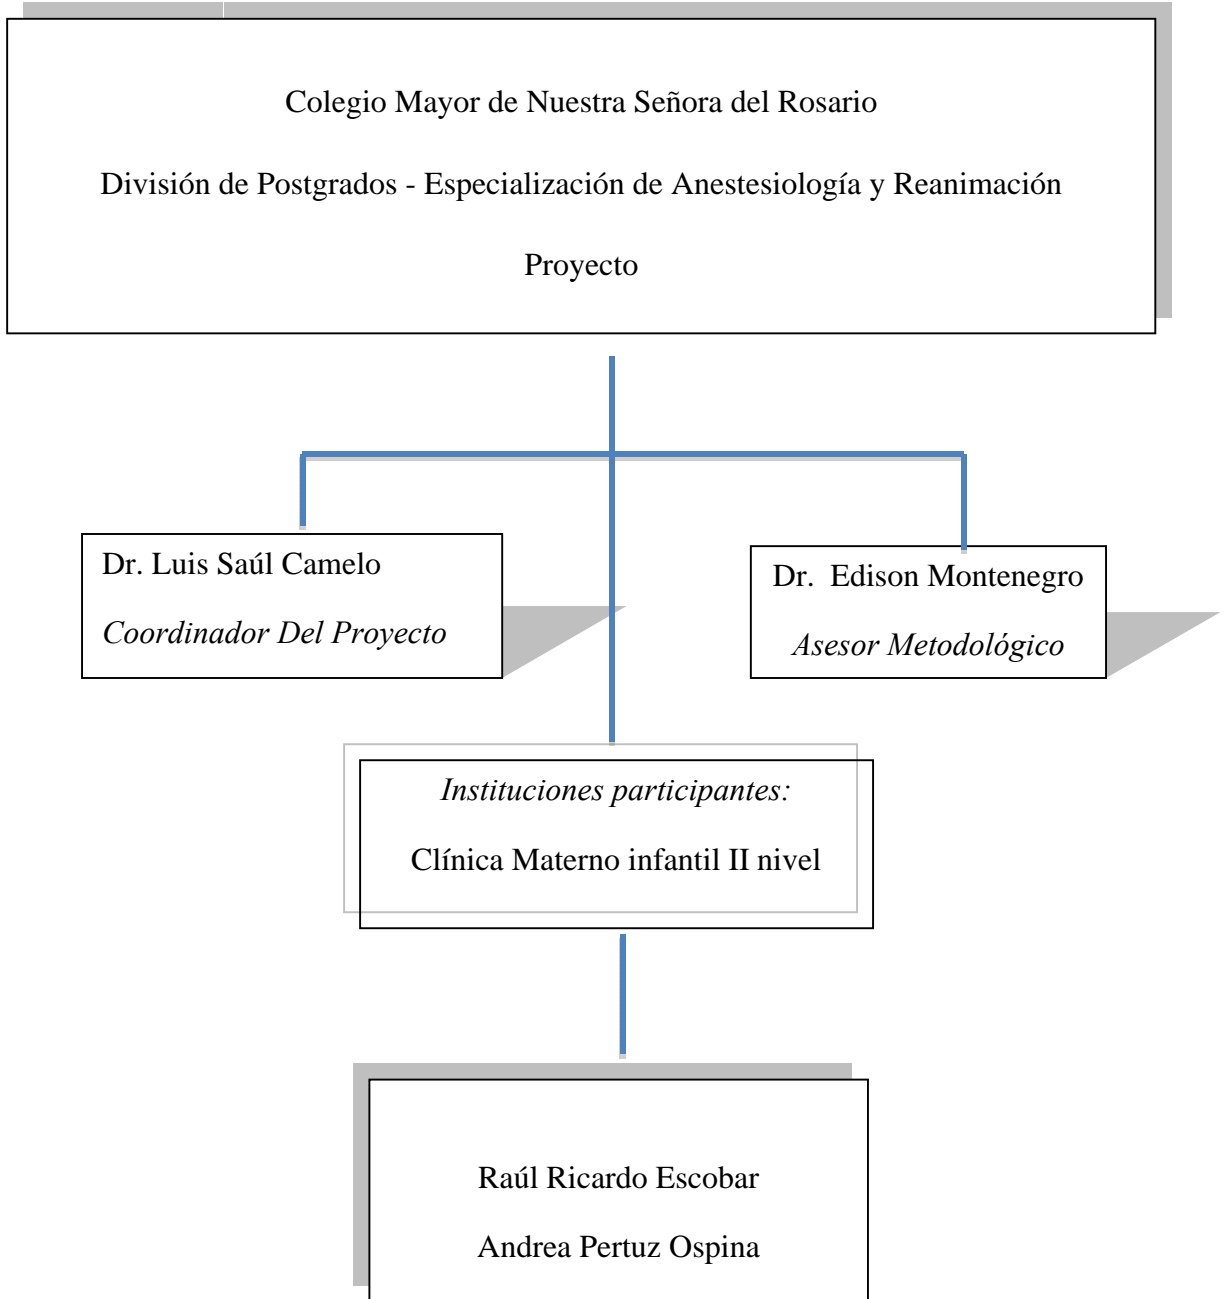 Colegio Mayor de Nuestra Señora del Rosario
División de Postgrados - Especialización de Anestesiología y Reanimación
Proyecto
Dr. Luis Saúl Camelo
Coordinador Del Proyecto
Dr. Edison Montenegro
Asesor Metodológico
Instituciones participantes:
Clínica Materno infantil II nivel
Raúl Ricardo Escobar
Andrea Pertuz Ospina